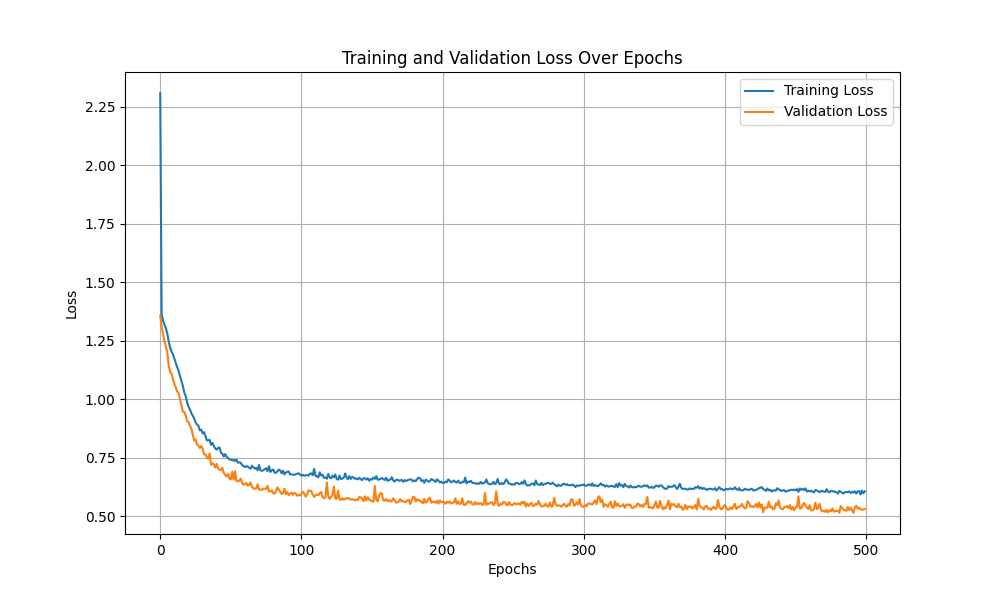 Training and Validation Loss Over Epochs
Training Loss
Validation Loss
2.25
2.00
1.75
1.50
1.25
1.00
0.75
0.50
Loss
0
100
200
300
400
500
Epochs